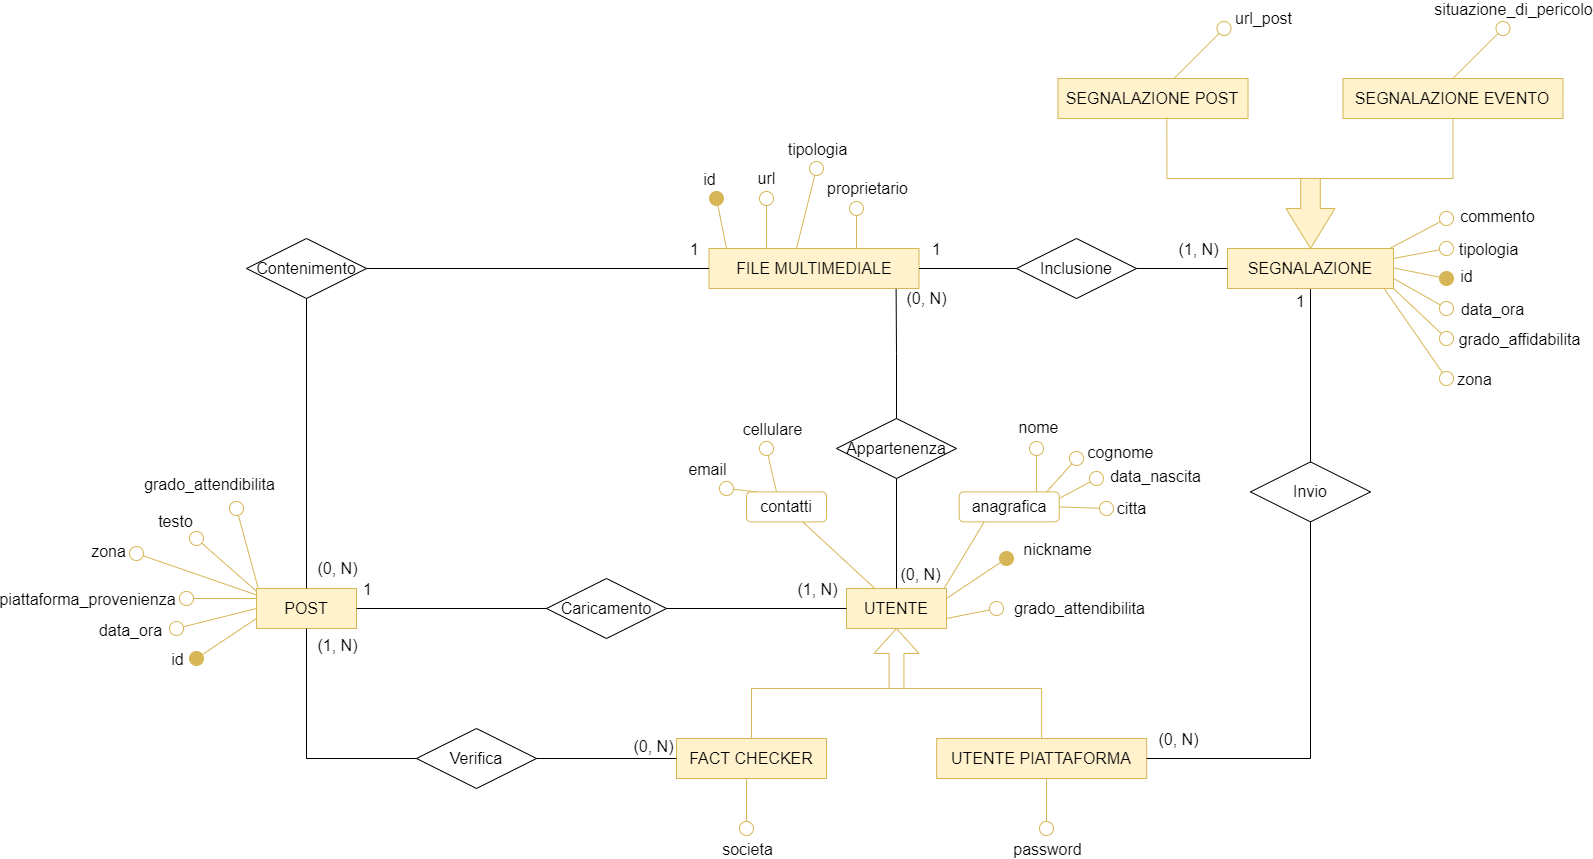 situazione_di_pericolo
url_post
SEGNALAZIONE POST
SEGNALAZIONE EVENTO
tipologia
id
url
proprietario
commento
1
1
(1, N)
tipologia
Contenimento
FILE MULTIMEDIALE
Inclusione
SEGNALAZIONE
id
(0, N)
1
data_ora
grado_affidabilita
zona
cellulare
nome
Appartenenza
cognome
email
data_nascita
grado_attendibilita
contatti
anagrafica
citta
Invio
testo
zona
nickname
(0, N)
(0, N)
1
(1, N)
piattaforma_provenienza
POST
Caricamento
UTENTE
grado_attendibilita
data_ora
(1, N)
id
(0, N)
(0, N)
Verifica
FACT CHECKER
UTENTE PIATTAFORMA
societa
password